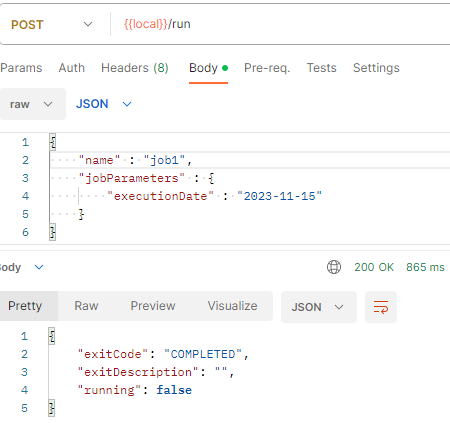 POST {{local}}/run
Params Auth Headers (8) Body Pre-req. Tests Settings
raw JSON
1 {
2 "name" : "job1",
3 "jobParameters" : {
4 "executionDate" : "2023-11-15"
5 }
6 }
Body 200 OK 865 ms
Pretty Raw Preview Visualize JSON
1 {
2 "exitCode": "COMPLETED",
3 "exitDescription": "",
4 "running": false
5 }